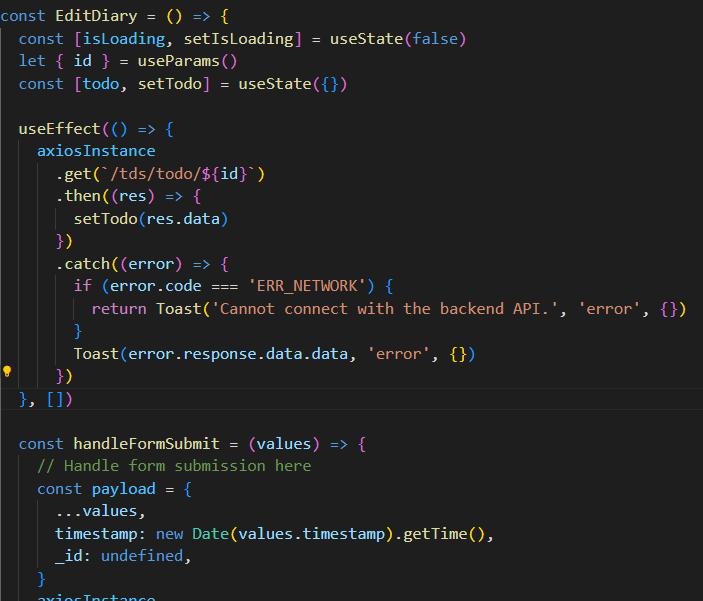 const EditDiary = () => {
  const [isLoading, setIsLoading] = useState(false)
  let { id } = useParams()
  const [todo, setTodo] = useState({})

  useEffect(() => {
    axiosInstance
      .get(`/tds/todo/${id}`)
      .then((res) => {
        setTodo(res.data)
      })
      .catch((error) => {
        if (error.code === 'ERR_NETWORK') {
          return Toast('Cannot connect with the backend API.', 'error', {})
        }
        Toast(error.response.data.data, 'error', {})
      })
  }, [])

  const handleFormSubmit = (values) => {
    // Handle form submission here
    const payload = {
      ...values,
      timestamp: new Date(values.timestamp).getTime(),
      _id: undefined,
    }
    axiosInstance